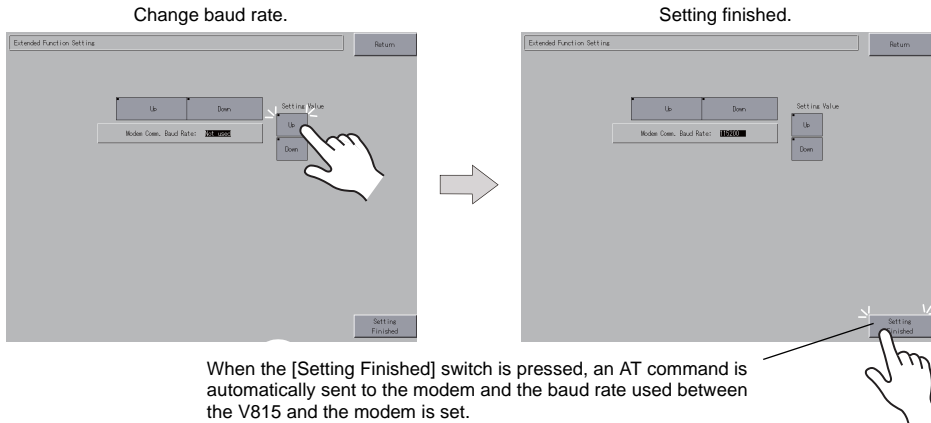 Change baud rate.
Setting finished.
Extended Function Setting
Return
Up
Down
Setting Value
Modem Comm. Baud Rate: Not used
Up
Down
Setting
Finished
Extended Function Setting
Return
Up
Down
Setting Value
Modem Comm. Baud Rate: 115200
Up
Down
Setting
Finished
When the [Setting Finished] switch is pressed, an AT command is
automatically sent to the modem and the baud rate used between
the V815 and the modem is set.